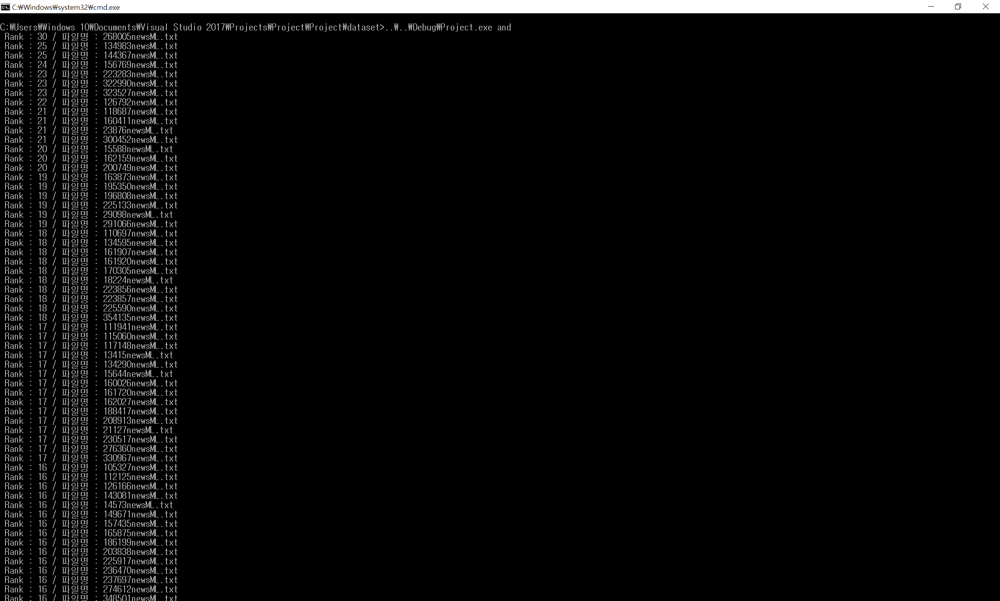 C:₩Windows₩system32₩cmd.exe
C:₩Users₩Windows 10₩Documents₩Visual Studio 2017₩Projects₩Project₩Project₩dataset>..₩..₩Debug₩Project.exe and
Rank : 30 / 파일명 : 268005newsML.txt
Rank : 25 / 파일명 : 134983newsML.txt
Rank : 25 / 파일명 : 144367newsML.txt
Rank : 24 / 파일명 : 156769newsML.txt
Rank : 23 / 파일명 : 223283newsML.txt
Rank : 23 / 파일명 : 322990newsML.txt
Rank : 23 / 파일명 : 323527newsML.txt
Rank : 22 / 파일명 : 126792newsML.txt
Rank : 21 / 파일명 : 118687newsML.txt
Rank : 21 / 파일명 : 160411newsML.txt
Rank : 21 / 파일명 : 23876newsML.txt
Rank : 21 / 파일명 : 300452newsML.txt
Rank : 20 / 파일명 : 15588newsML.txt
Rank : 20 / 파일명 : 162159newsML.txt
Rank : 20 / 파일명 : 200749newsML.txt
Rank : 19 / 파일명 : 163873newsML.txt
Rank : 19 / 파일명 : 195350newsML.txt
Rank : 19 / 파일명 : 196808newsML.txt
Rank : 19 / 파일명 : 225133newsML.txt
Rank : 19 / 파일명 : 29098newsML.txt
Rank : 19 / 파일명 : 291066newsML.txt
Rank : 18 / 파일명 : 110697newsML.txt
Rank : 18 / 파일명 : 134595newsML.txt
Rank : 18 / 파일명 : 161907newsML.txt
Rank : 18 / 파일명 : 161920newsML.txt
Rank : 18 / 파일명 : 170305newsML.txt
Rank : 18 / 파일명 : 18224newsML.txt
Rank : 18 / 파일명 : 223856newsML.txt
Rank : 18 / 파일명 : 223857newsML.txt
Rank : 18 / 파일명 : 225590newsML.txt
Rank : 18 / 파일명 : 354135newsML.txt
Rank : 17 / 파일명 : 111941newsML.txt
Rank : 17 / 파일명 : 115060newsML.txt
Rank : 17 / 파일명 : 117148newsML.txt
Rank : 17 / 파일명 : 13415newsML.txt
Rank : 17 / 파일명 : 134290newsML.txt
Rank : 17 / 파일명 : 15644newsML.txt
Rank : 17 / 파일명 : 160026newsML.txt
Rank : 17 / 파일명 : 161720newsML.txt
Rank : 17 / 파일명 : 162027newsML.txt
Rank : 17 / 파일명 : 188417newsML.txt
Rank : 17 / 파일명 : 208913newsML.txt
Rank : 17 / 파일명 : 21127newsML.txt
Rank : 17 / 파일명 : 230517newsML.txt
Rank : 17 / 파일명 : 276360newsML.txt
Rank : 17 / 파일명 : 330967newsML.txt
Rank : 16 / 파일명 : 105327newsML.txt
Rank : 16 / 파일명 : 112125newsML.txt
Rank : 16 / 파일명 : 126166newsML.txt
Rank : 16 / 파일명 : 143081newsML.txt
Rank : 16 / 파일명 : 14573newsML.txt
Rank : 16 / 파일명 : 149671newsML.txt
Rank : 16 / 파일명 : 157435newsML.txt
Rank : 16 / 파일명 : 165875newsML.txt
Rank : 16 / 파일명 : 186199newsML.txt
Rank : 16 / 파일명 : 203838newsML.txt
Rank : 16 / 파일명 : 225917newsML.txt
Rank : 16 / 파일명 : 236470newsML.txt
Rank : 16 / 파일명 : 237697newsML.txt
Rank : 16 / 파일명 : 274612newsML.txt
Rank : 16 / 파일명 : 348501newsML.txt